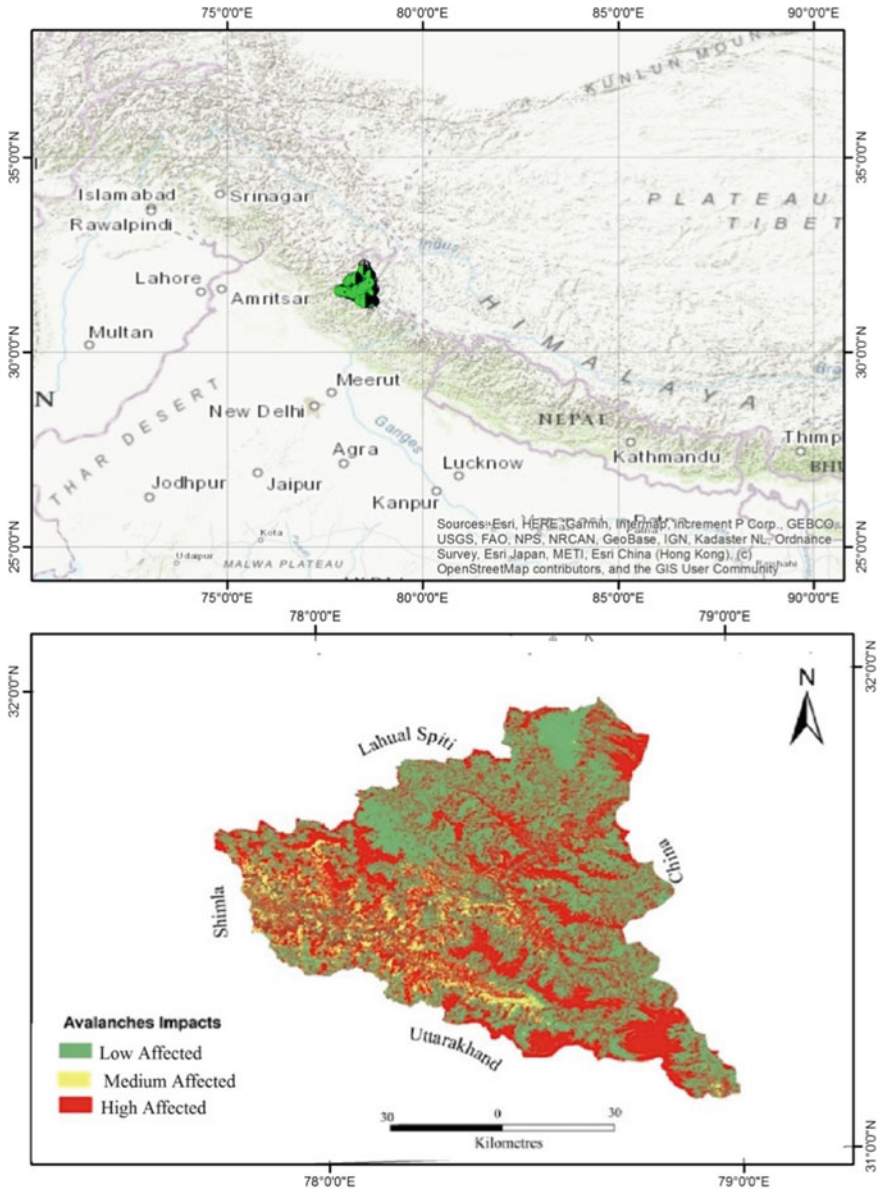 75°0'0"E 80°0'0"E 85°0'0"E 90°0'0"E
KUNLUN MOUN
35°0'0"N 35°0'0"N
PLATEAU
TIBET
Islamabad
Srinagar
Rawalpindi
Indus
Lahore
Amritsar
HIMALAYA
Multan
30°0'0"N 30°0'0"N
Meerut
N
New Delhi
THAR DESERT
Ganges
NEPAL
Agra
Kathmandu
Thimp
BHU
Jodhpur
Jaipur
Lucknow
Kanpur
Kota
Udaipur
MALWA PLATEAU
25°0'0"N 25°0'0"N
Sources: Esri, HERE, Garmin, Intermap, increment P Corp., GEBCO,
USGS, FAO, NPS, NRCAN, GeoBase, IGN, Kadaster NL, Ordnance
Survey, Esri Japan, METI, Esri China (Hong Kong), (c)
OpenStreetMap contributors, and the GIS User Community
75°0'0"E 80°0'0"E 85°0'0"E 90°0'0"E
78°0'0"E 79°0'0"E
32°0'0"N 32°0'0"N
N
Lahual Spiti
China
Shimla
Uttarakhand
Avalanches Impacts
Low Affected
Medium Affected
High Affected
30 0 30
Kilometres
31°0'0"N
78°0'0"E 79°0'0"E